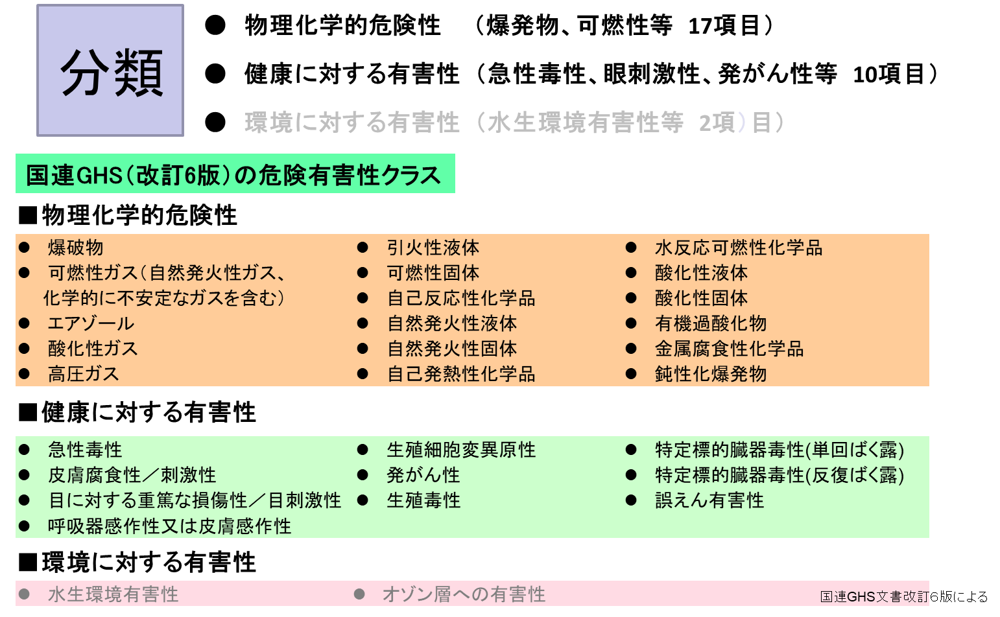 分類
● 物理化学的危険性 （爆発物、可燃性等 17項目）
● 健康に対する有害性 （急性毒性、眼刺激性、発がん性等 10項目）
● 環境に対する有害性 （水生環境有害性等 2項）目）
国連GHS（改訂6版）の危険有害性クラス
■物理化学的危険性
● 爆破物
● 可燃性ガス（自然発火性ガス、
化学的に不安定なガスを含む）
● エアゾール
● 酸化性ガス
● 高圧ガス
● 引火性液体
● 可燃性固体
● 自己反応性化学品
● 自然発火性液体
● 自然発火性固体
● 自己発熱性化学品
● 水反応可燃性化学品
● 酸化性液体
● 酸化性固体
● 有機過酸化物
● 金属腐食性化学品
● 鈍性化爆発物
■健康に対する有害性
● 急性毒性
● 皮膚腐食性／刺激性
● 目に対する重篤な損傷性／目刺激性
● 呼吸器感作性又は皮膚感作性
● 生殖細胞変異原性
● 発がん性
● 生殖毒性
● 特定標的臓器毒性(単回ばく露)
● 特定標的臓器毒性(反復ばく露)
● 誤えん有害性
■環境に対する有害性
● 水生環境有害性
● オゾン層への有害性
国連GHS文書改訂６版による